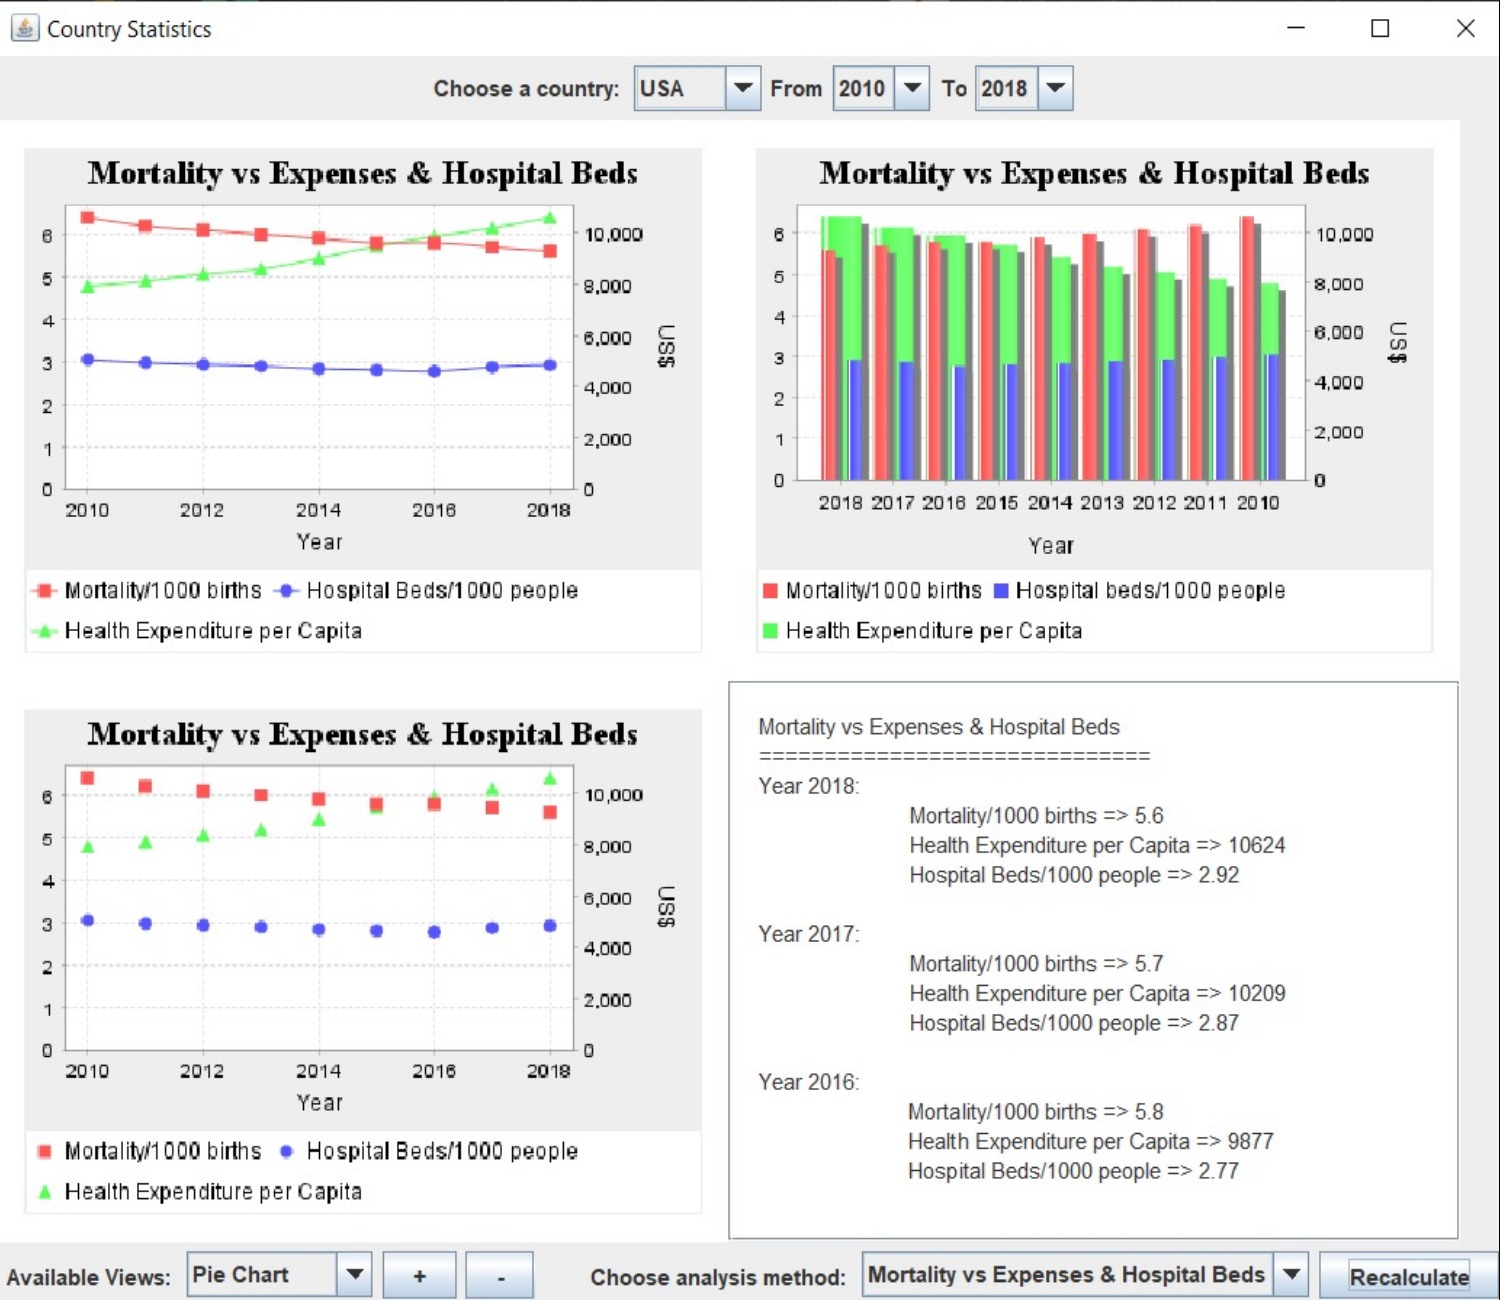 Country Statistics
Choose a country: USA From 2010 To 2018
Mortality vs Expenses & Hospital Beds
6
5
4
3
2
1
0
10,000
8,000
6,000
4,000
2,000
0
US$
2010 2012 2014 2016 2018
Year
Mortality/1000 births Hospital Beds/1000 people
Health Expenditure per Capita
Mortality vs Expenses & Hospital Beds
6
5
4
3
2
1
0
10,000
8,000
6,000
4,000
2,000
0
US$
2018 2017 2016 2015 2014 2013 2012 2011 2010
Year
Mortality/1000 births Hospital beds/1000 people
Health Expenditure per Capita
Mortality vs Expenses & Hospital Beds
6
5
4
3
2
1
0
10,000
8,000
6,000
4,000
2,000
0
US$
2010 2012 2014 2016 2018
Year
Mortality/1000 births Hospital Beds/1000 people
Health Expenditure per Capita
Mortality vs Expenses & Hospital Beds
==============================
Year 2018:
Mortality/1000 births => 5.6
Health Expenditure per Capita => 10624
Hospital Beds/1000 people => 2.92
Year 2017:
Mortality/1000 births => 5.7
Health Expenditure per Capita => 10209
Hospital Beds/1000 people => 2.87
Year 2016:
Mortality/1000 births => 5.8
Health Expenditure per Capita => 9877
Hospital Beds/1000 people => 2.77
Available Views: Pie Chart + - Choose analysis method: Mortality vs Expenses & Hospital Beds Recalculate